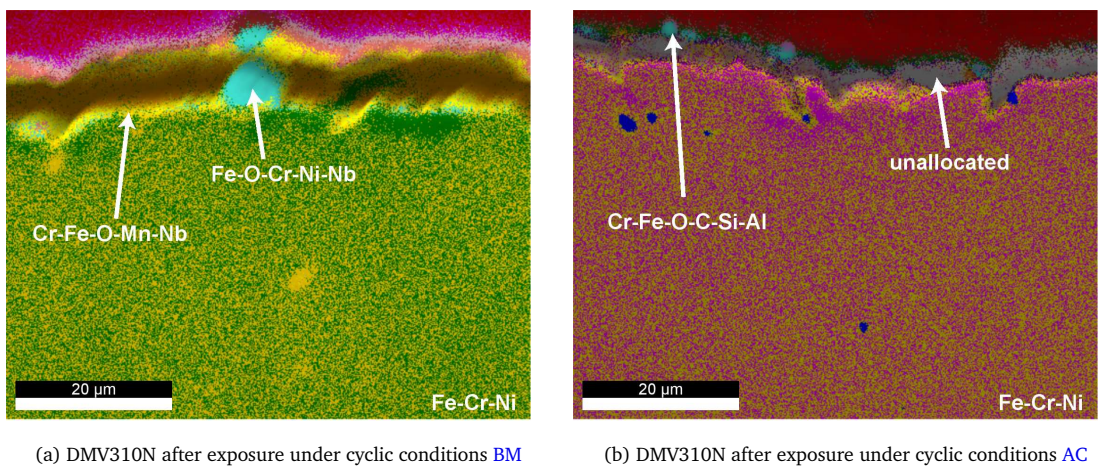 Fe-O-Cr-Ni-Nb
Cr-Fe-O-Mn-Nb
20 µm
Fe-Cr-Ni
(a) DMV310N after exposure under cyclic conditions BM
unallocated
Cr-Fe-O-C-Si-Al
20 µm
Fe-Cr-Ni
(b) DMV310N after exposure under cyclic conditions AC